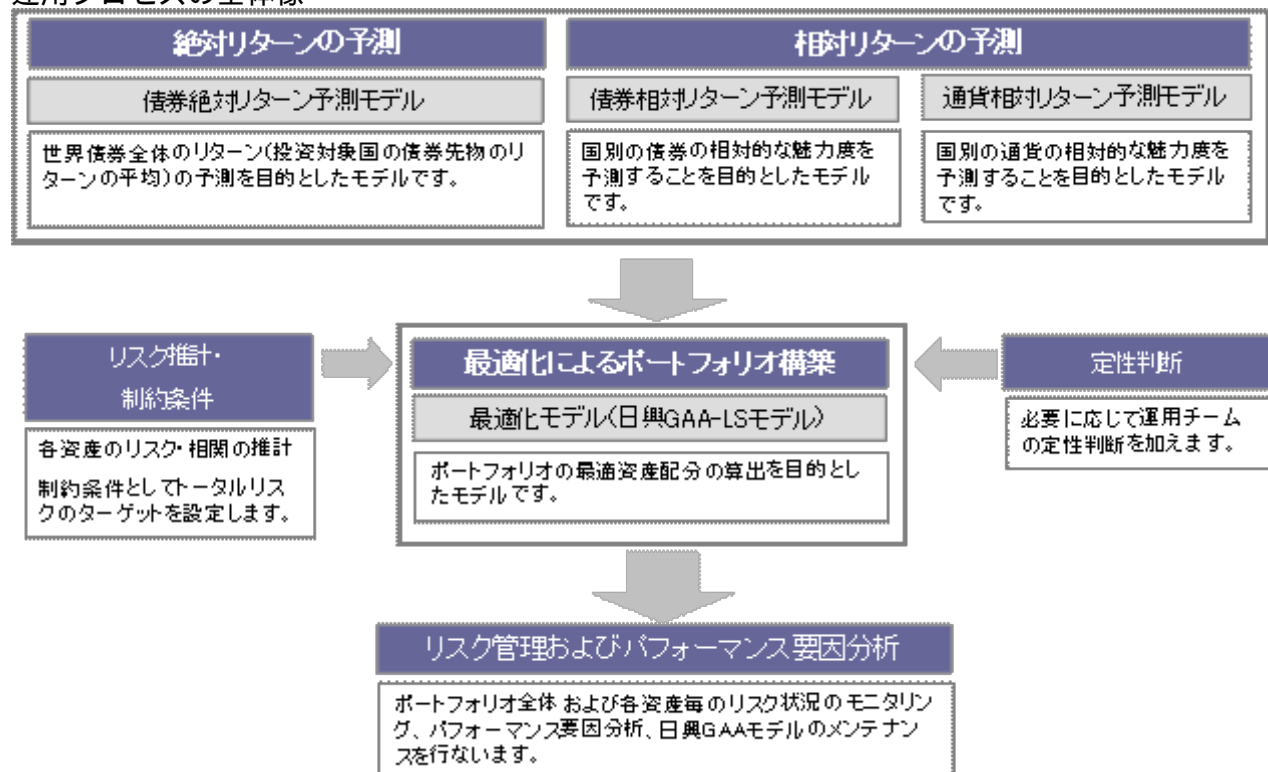 運用プロセスの全体像
絶対リターンの予測
相対リターンの予測
債券絶対リターン予測モデル
債券相対リターン予測モデル
通貨相対リターン予測モデル
世界債券全体のリターン(投資対象国の債券先物のリ
ターンの平均)の予測を目的としたモデルです。
国別の債券の相対的な魅力度を
予測することを目的としたモデル
です。
国別の通貨の相対的な魅力度を
予測することを目的としたモデル
です。
リスク推計・
制約条件
各資産のリスク・相関の推計
制約条件としてトータルリス
クのターゲットを設定します。
最適化によるポートフォリオ構築
最適化モデル(日興GAA-LSモデル)
ポートフォリオの最適資産配分の算出を目的とし
たモデルです。
定性判断
必要に応じて運用チーム
の定性判断を加えます。
リスク管理およびパフォーマンス要因分析
ポートフォリオ全体および各資産毎のリスク状況のモニタリン
グ、パフォーマンス要因分析、日興GAAモデルのメンテナン
スを行ないます。